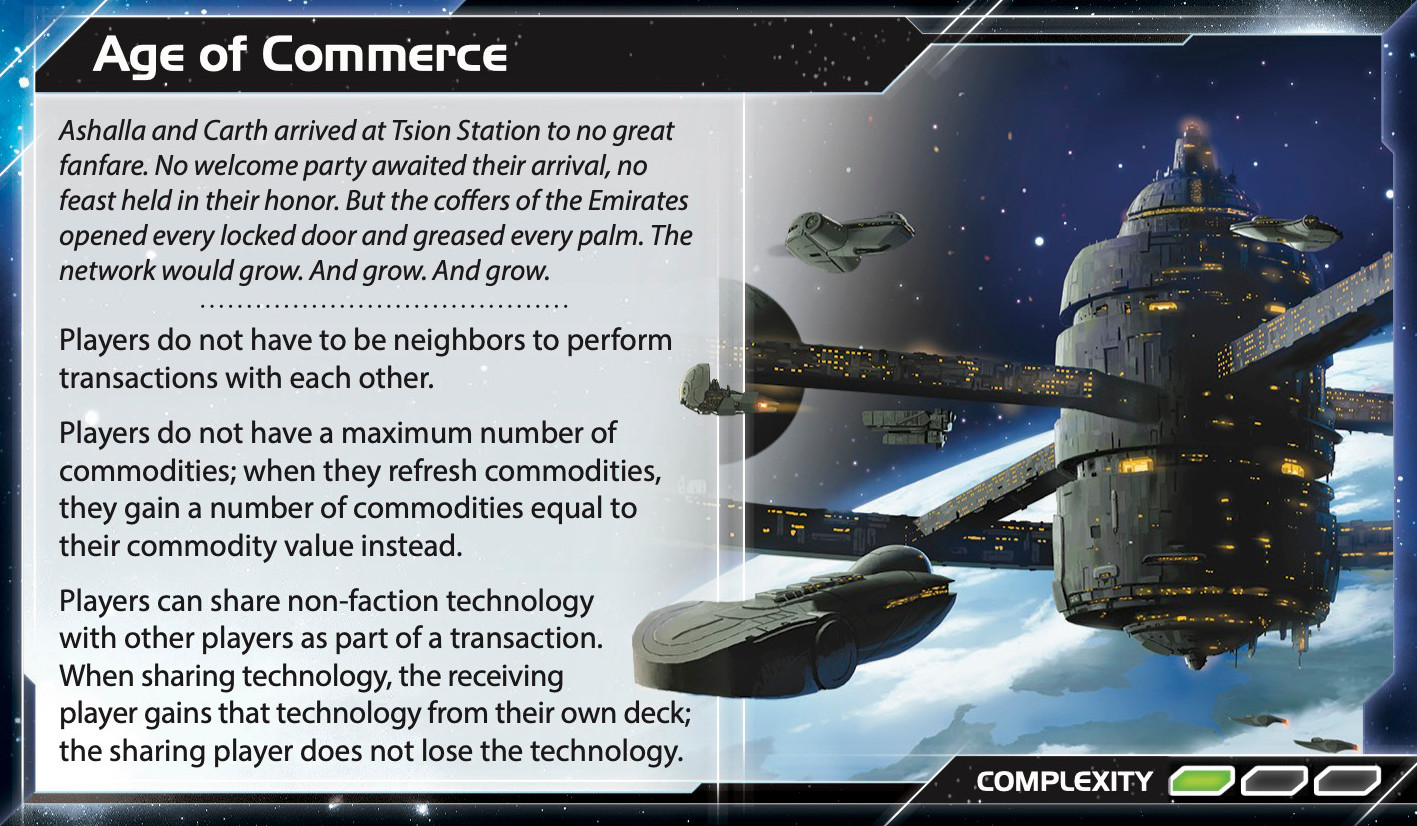 Age of Commerce
Ashalla and Carth arrived at Tsion Station to no great
fanfare. No welcome party awaited their arrival, no
feast held in their honor. But the coffers of the Emirates
opened every locked door and greased every palm. The
network would grow. And grow. And grow.
Players do not have to be neighbors to perform
transactions with each other.
Players do not have a maximum number of
commodities; when they refresh commodities,
they gain a number of commodities equal to
their commodity value instead.
Players can share non-faction technology
with other players as part of a transaction.
When sharing technology, the receiving
player gains that technology from their own deck;
the sharing player does not lose the technology.
COMPLEXITY